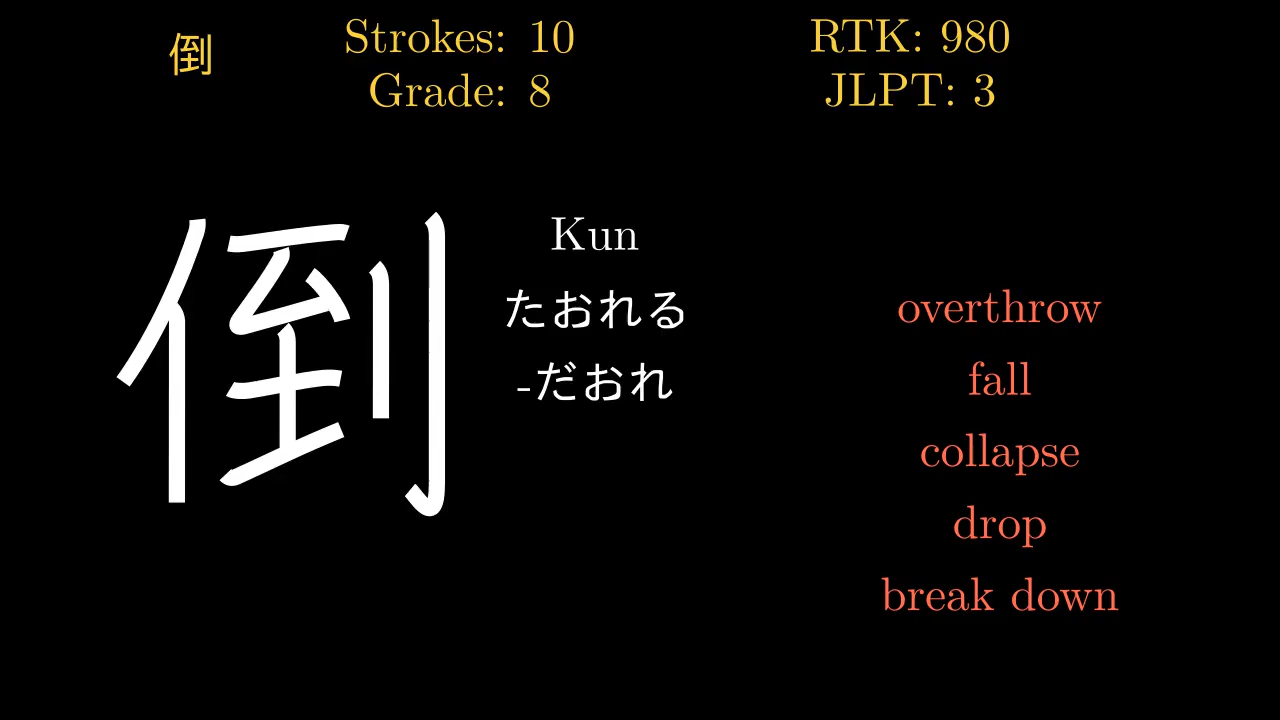 倒
Strokes: 10
Grade: 8
RTK: 980
JLPT: 3
倒
Kun
たおれる
-だおれ
overthrow
fall
collapse
drop
break down